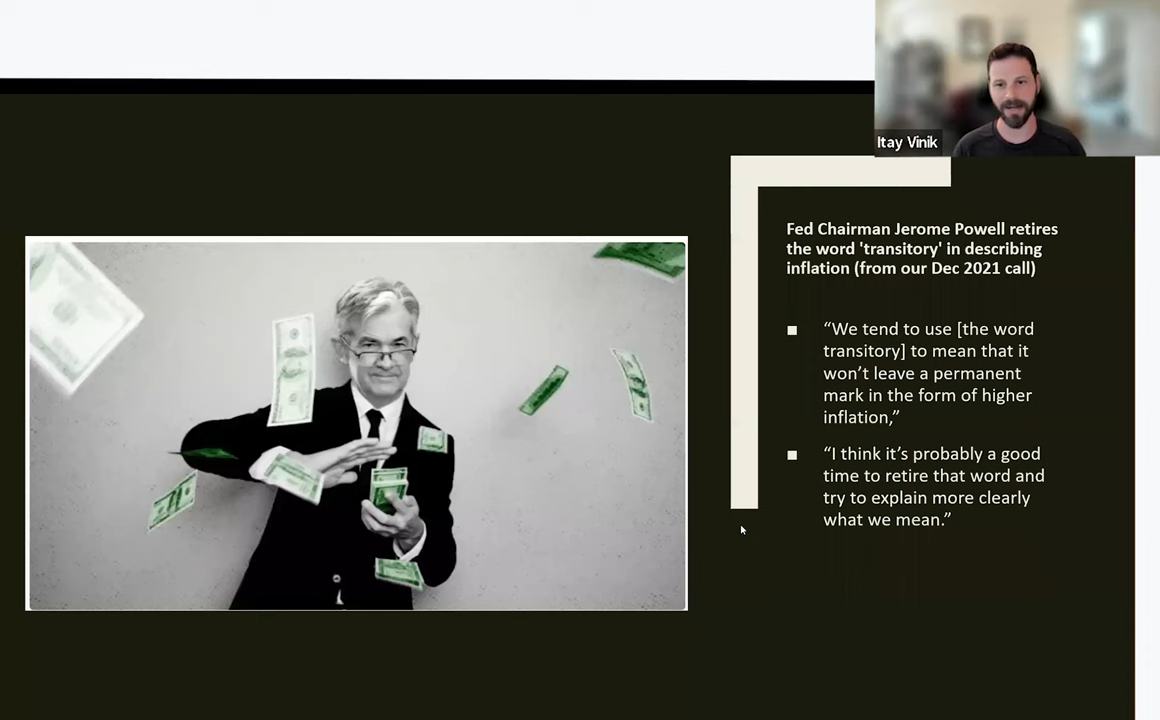 Itay Vinik
Fed Chairman Jerome Powell retires
the word 'transitory' in describing
inflation (from our Dec 2021 call)
“We tend to use [the word
transitory] to mean that it
won’t leave a permanent
mark in the form of higher
inflation,”
“I think it’s probably a good
time to retire that word and
try to explain more clearly
what we mean.”